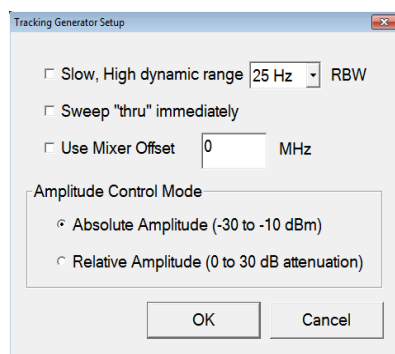 Tracking Generator Setup
Slow, High dynamic range 25 Hz RBW
Sweep "thru" immediately
Use Mixer Offset 0 MHz
Amplitude Control Mode
Absolute Amplitude (-30 to -10 dBm)
Relative Amplitude (0 to 30 dB attenuation)
OK Cancel